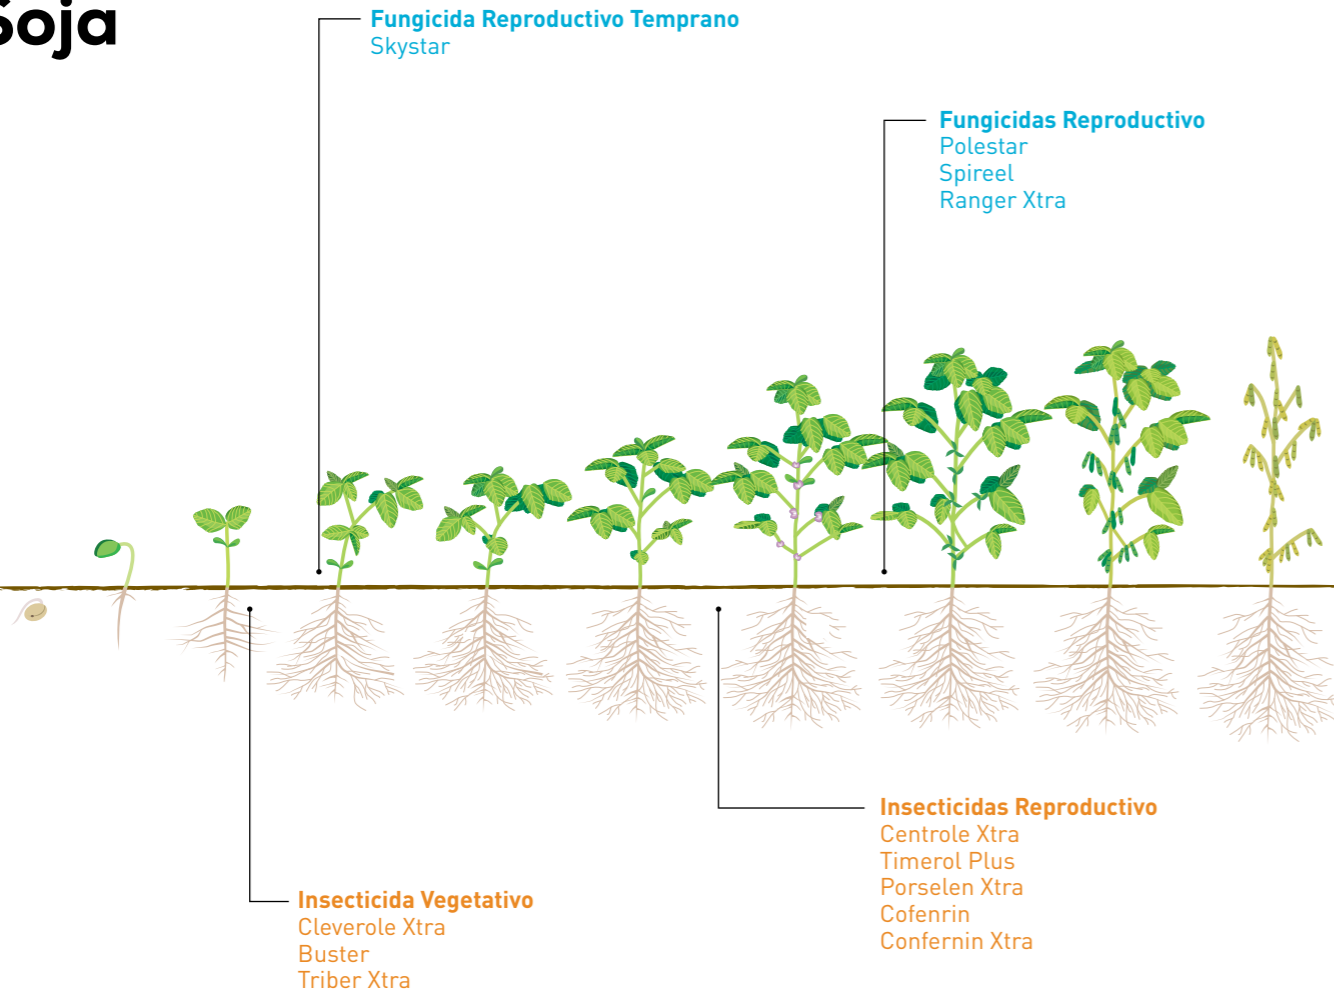 Soja
Fungicida Reproductivo Temprano
Skystar
Fungicidas Reproductivo
Polestar
Spireel
Ranger Xtra
Insecticidas Reproductivo
Centrole Xtra
Timerol Plus
Porselen Xtra
Cofenrin
Confernin Xtra
Insecticida Vegetativo
Cleverole Xtra
Buster
Triber Xtra